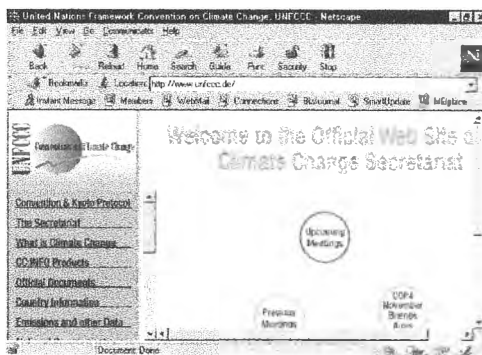 United Nations Framework Convention on Climate Change, UNFCCC - Netscape
File Edit View Go Communicator Help
Back Reload Home Search Guide Print Security Stop
Bookmarks Location: http://www.unfccc.de/
Instant Message Members WebMail Connections BizJournal SmartUpdate Mktplace
UNFCCC
Convention on Climate Change
Welcome to the Official Web Site of
Climate Change Secretariat
Convention & Kyoto Protocol
The Secretariat
What is Climate Change
CC:INFO Products
Official Documents
Country Information
Emissions and other Data
Upcoming
Meetings
Previous
Meetings
COP4
November
Buenos
Aires
Document: Done